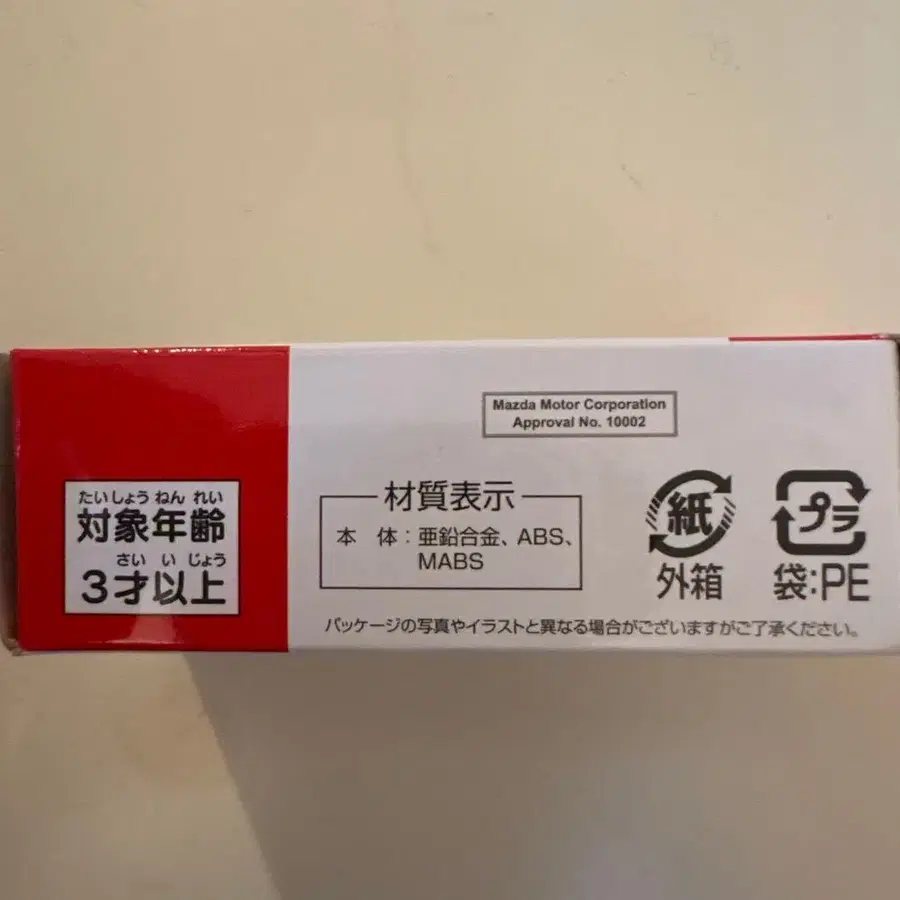 Mazda Motor Corporation
Approval No. 10002
たいしょう ねん れい
対象年齢
さい い じょう
3才以上
材質表示
本 体：亜鉛合金、ABS、
MABS
紙
外箱
プラ
袋:PE
パッケージの写真やイラストと異なる場合がございますがご了承ください。